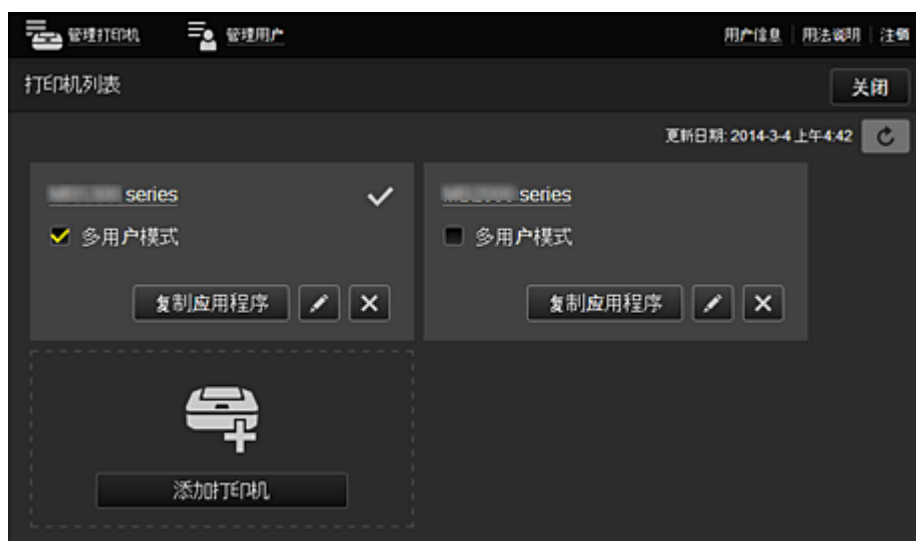 管理打印机 管理用户 用户信息 用法说明 注销
打印机列表 关闭
更新日期: 2014-3-4 上午4:42
series series
多用户模式 多用户模式
复制应用程序 复制应用程序
添加打印机